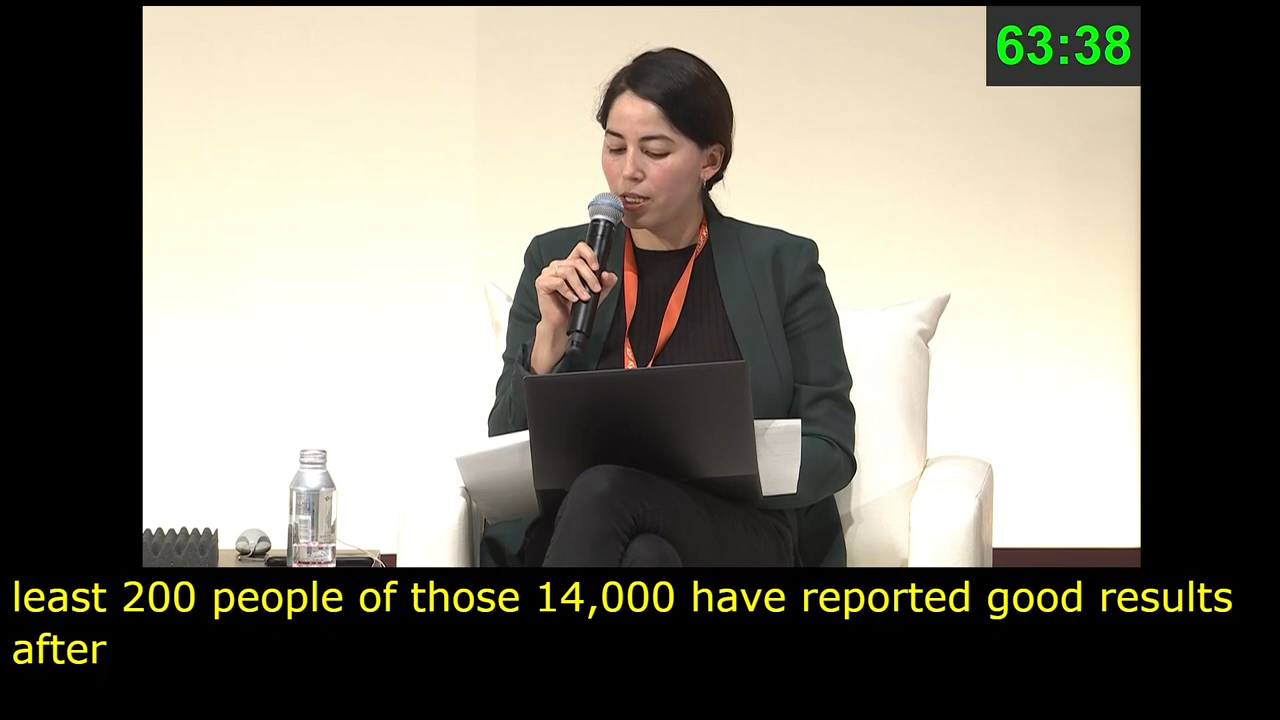 63:38
least 200 people of those 14,000 have reported good results
after